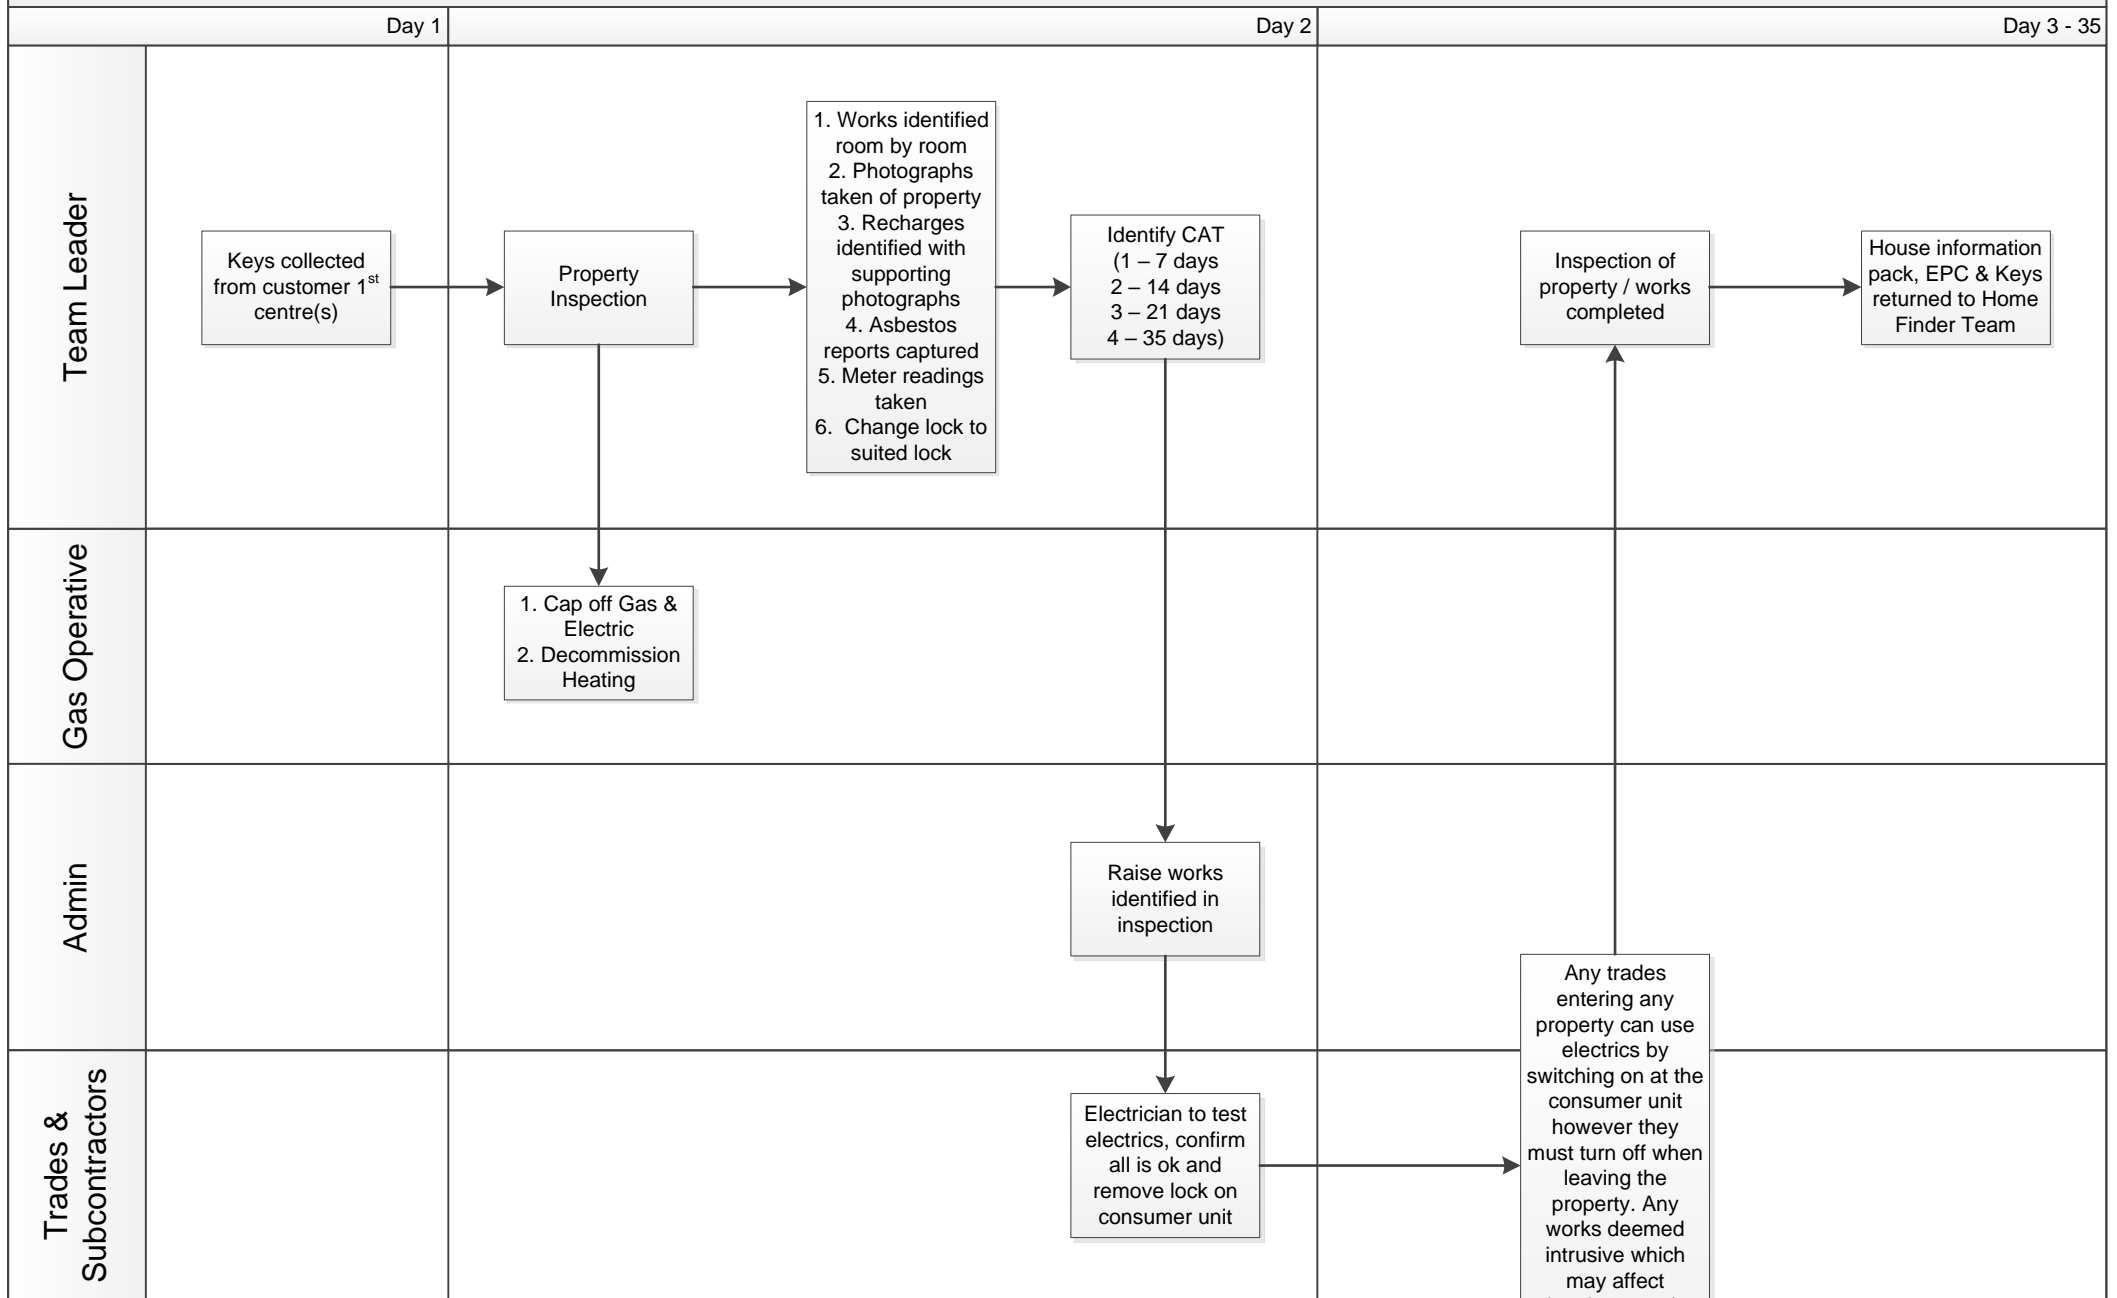 Day 1
Day 2
Day 3 - 35
Team Leader
Keys collected
from customer 1st
centre(s)
Property
Inspection
1. Works identified
room by room
2. Photographs
taken of property
3. Recharges
identified with
supporting
photographs
4. Asbestos
reports captured
5. Meter readings
taken
6. Change lock to
suited lock
Identify CAT
(1 – 7 days
2 – 14 days
3 – 21 days
4 – 35 days)
Inspection of
property / works
completed
House information
pack, EPC & Keys
returned to Home
Finder Team
Gas Operative
1. Cap off Gas &
Electric
2. Decommission
Heating
Admin
Raise works
identified in
inspection
Trades &
Subcontractors
Electrician to test
electrics, confirm
all is ok and
remove lock on
consumer unit
Any trades
entering any
property can use
electrics by
switching on at the
consumer unit
however they
must turn off when
leaving the
property. Any
works deemed
intrusive which
may affect